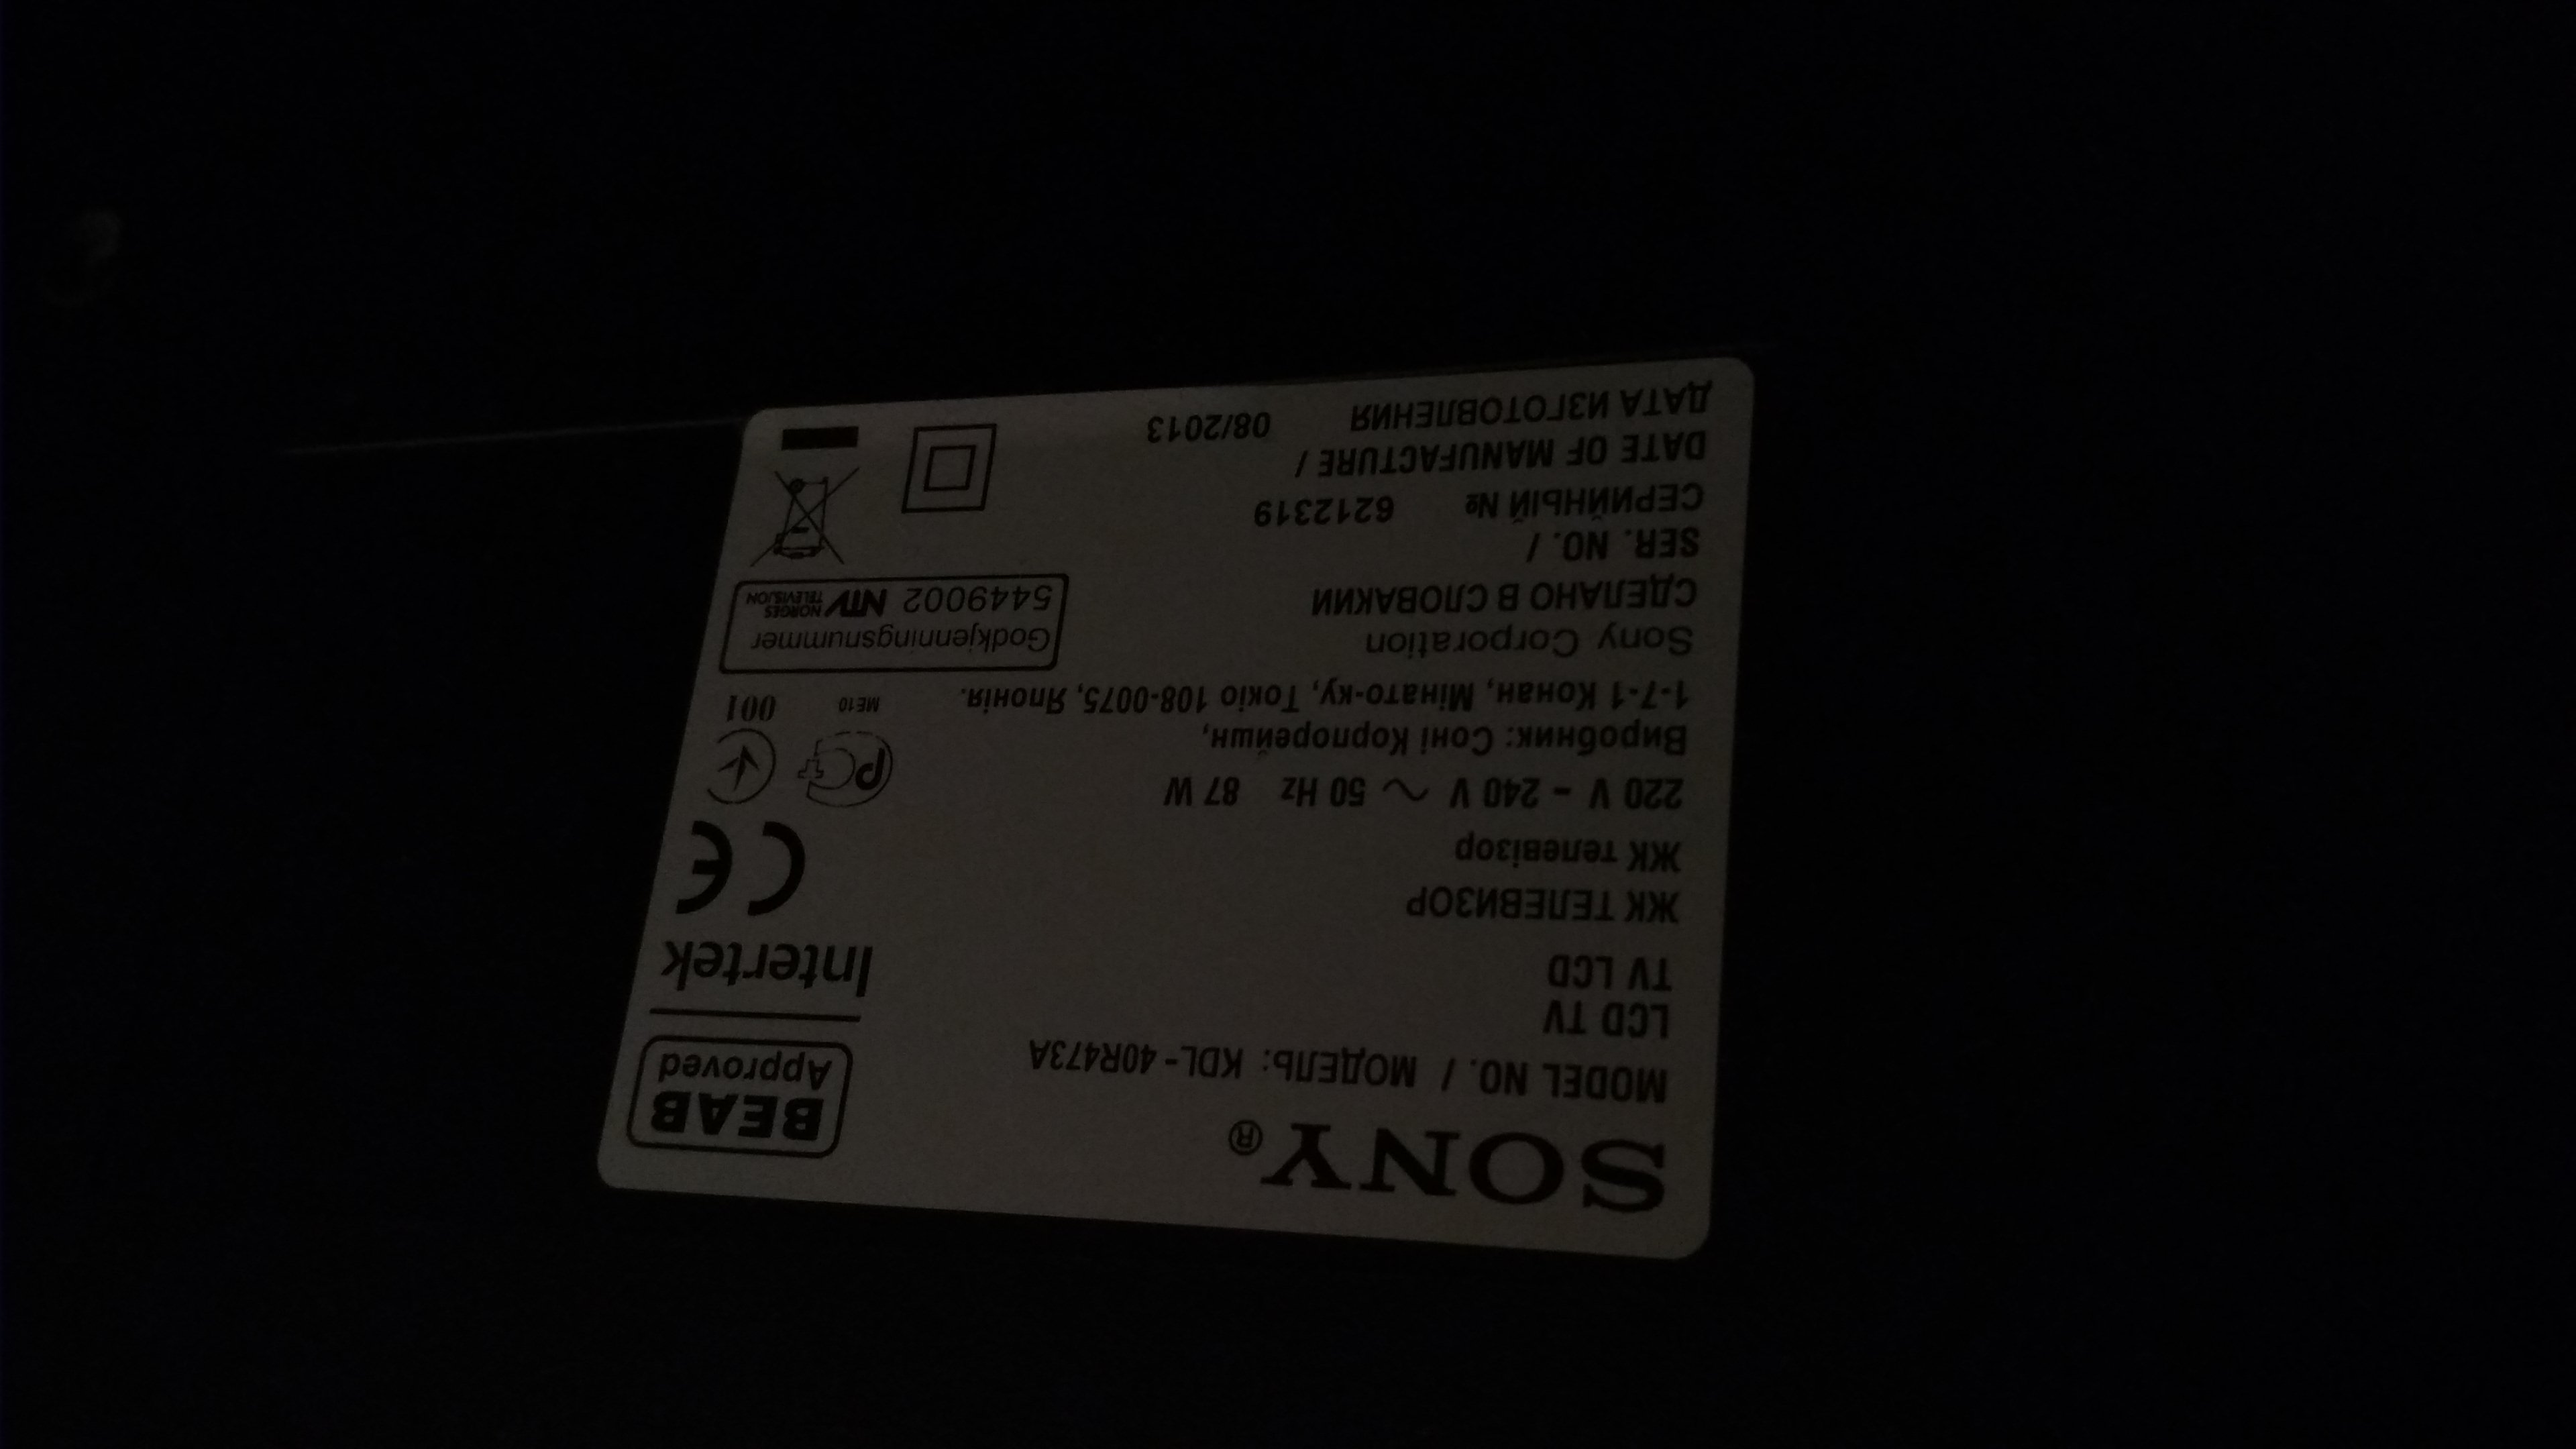 SONY®
MODEL NO. / МОДЕЛЬ: KDL-40R473A
LCD TV
TV LCD
ЖК ТЕЛЕВИЗОР
ЖК телевізор
220 V - 240 V ~ 50 Hz 87 W
Виробник: Соні Корпорейшн,
1-7-1 Конан, Мінато-ку, Токіо 108-0075, Японія.
Sony Corporation
СДЕЛАНО В СЛОВАКИИ
SER. NO. /
СЕРИЙНЫЙ № 6212319
DATE OF MANUFACTURE /
ДАТА ИЗГОТОВЛЕНИЯ 08/2013
BEAB
Approved
Intertek
CE
РС
ME10
001
Godkjenningsnummer
5449002 NTV NORGES
TELEVISJON